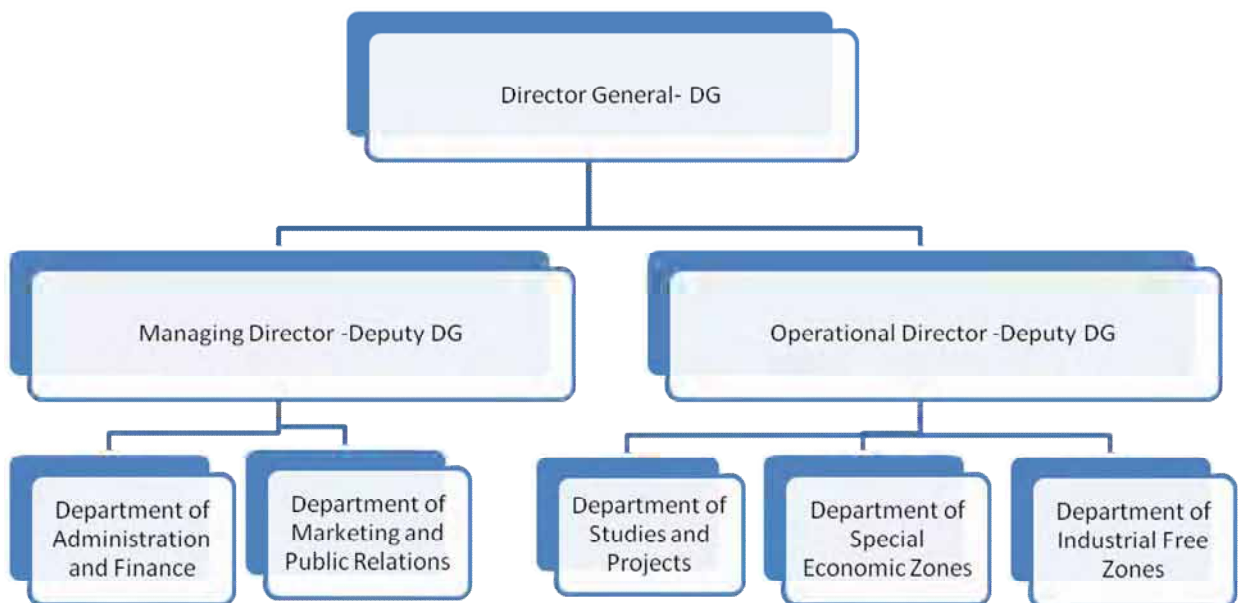 Director General- DG
Managing Director -Deputy DG
Operational Director -Deputy DG
Department of
Administration
and Finance
Department of
Marketing and
Public Relations
Department of
Studies and
Projects
Department of
Special
Economic Zones
Department of
Industrial Free
Zones